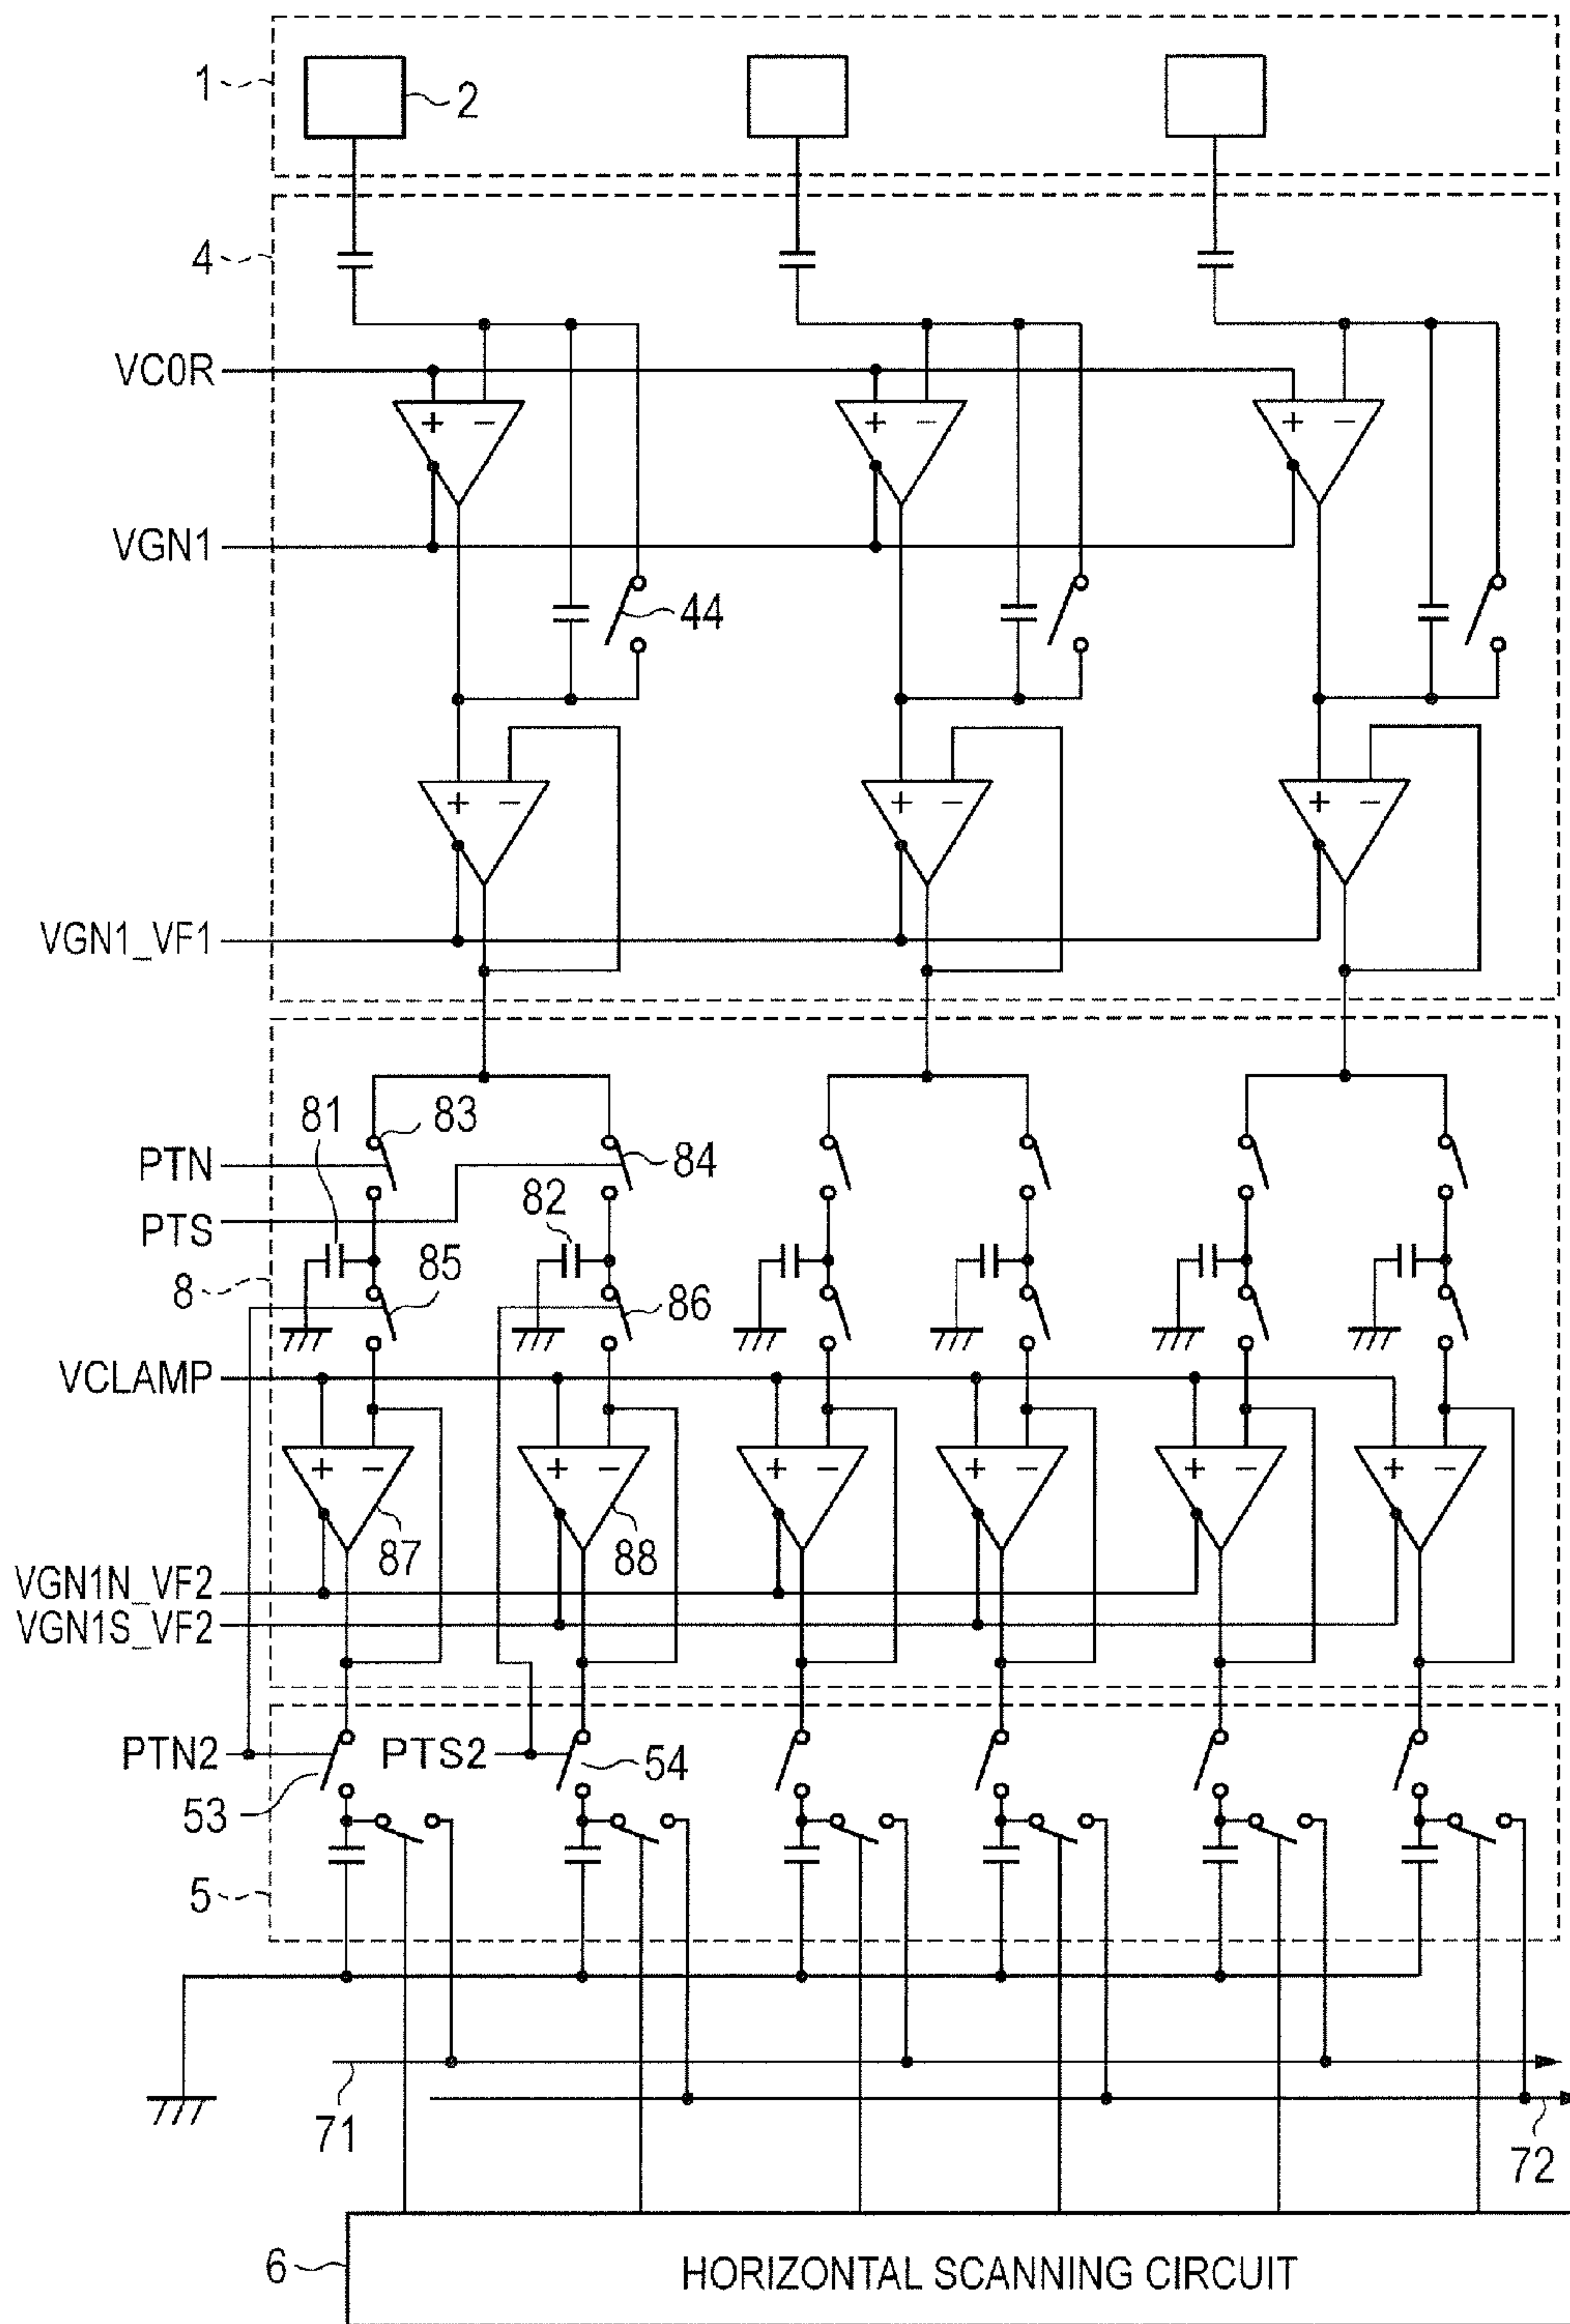 1
2
4
VC0R
+ −
+ −
+ −
VGN1
44
+ −
+ −
+ −
VGN1_VF1
81
83
PTN
84
82
PTS
85
8
86
VCLAMP
+ −
+ −
+ −
+ −
+ −
+ −
87
88
VGN1N_VF2
VGN1S_VF2
PTN2
PTS2
54
53
5
71
72
6
HORIZONTAL SCANNING CIRCUIT